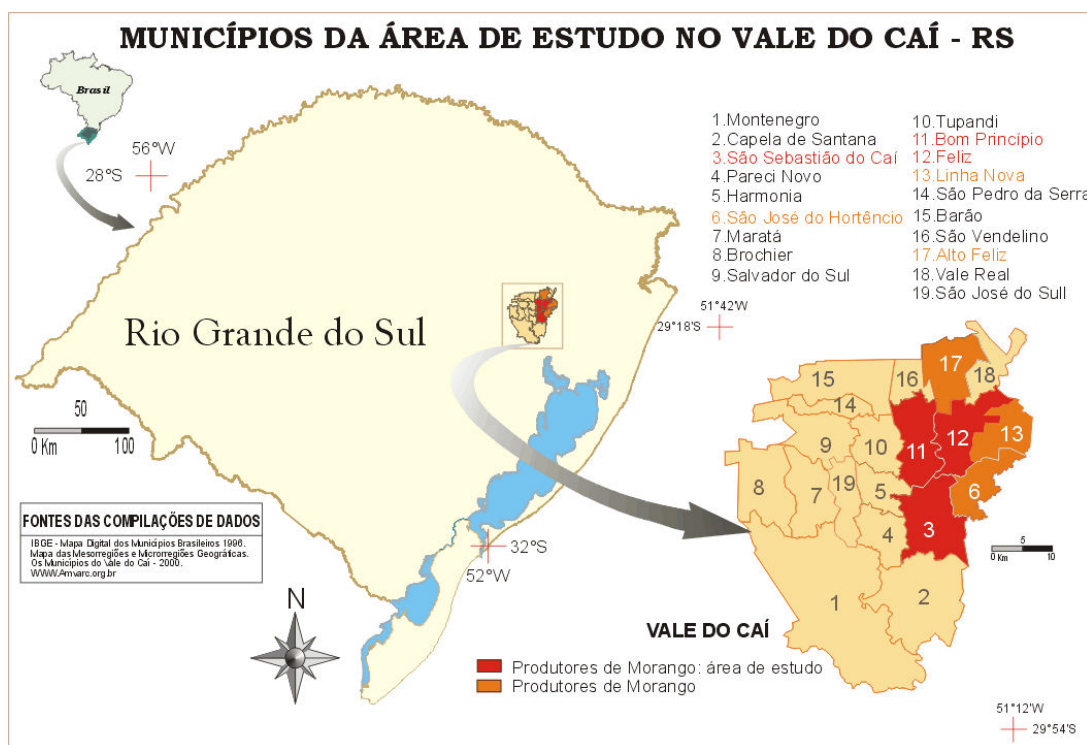 MUNICÍPIOS DA ÁREA DE ESTUDO NO VALE DO CAÍ - RS
Brasil
56°W
28°S
1.Montenegro
2.Capela de Santana
3.São Sebastião do Caí
4.Pareci Novo
5.Harmonia
6.São José do Hortêncio
7.Maratá
8.Brochier
9.Salvador do Sul
10.Tupandi
11.Bom Princípio
12.Feliz
13.Linha Nova
14.São Pedro da Serra
15.Barão
16.São Vendelino
17.Alto Feliz
18.Vale Real
19.São José do Sull
51°42'W
29°18'S
Rio Grande do Sul
50
0 Km 100
17
16
18
15
14
9
10
11
12
13
8
7
19
5
6
4
3
1
2
5
0 Km 10
FONTES DAS COMPILAÇÕES DE DADOS
IBGE - Mapa Digital dos Municípios Brasileiros 1996.
Mapa das Mesorregiões e Microrregiões Geográficas.
Os Municípios do Vale do Caí - 2000.
WWW.Amvarc.org.br
32°S
52°W
N
VALE DO CAÍ
Produtores de Morango: área de estudo
Produtores de Morango
51°12'W
29°54'S